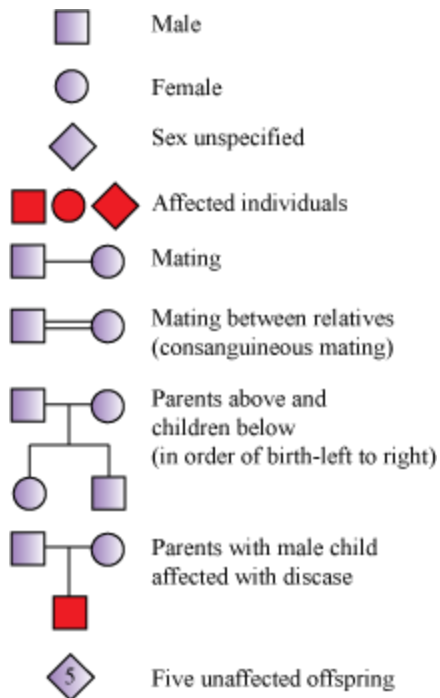 Male
Female
Sex unspecified
Affected individuals
Mating
Mating between relatives
(consanguineous mating)
Parents above and
children below
(in order of birth-left to right)
Parents with male child
affected with discase
5
Five unaffected offspring